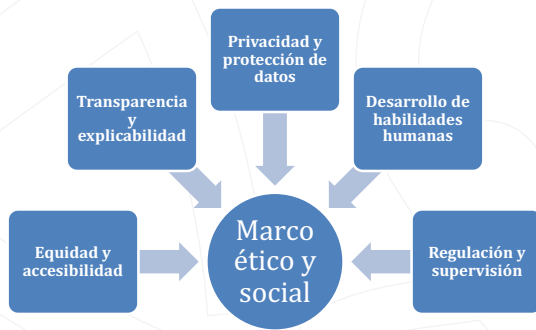 Privacidad y
protección de
datos
Transparencia
y
explicabilidad
Desarrollo de
habilidades
humanas
Equidad y
accesibilidad
Marco
ético y
social
Regulación y
supervisión